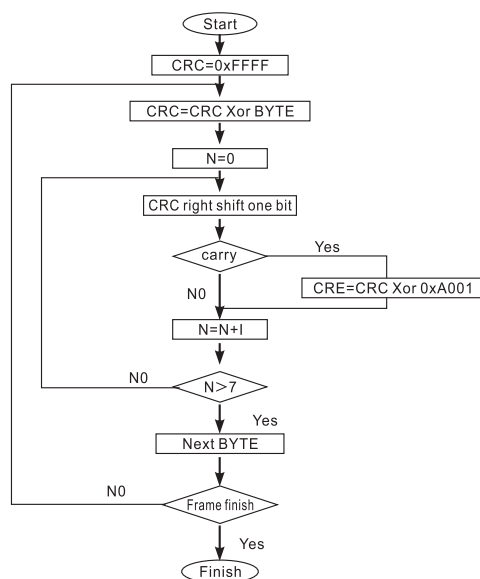 Start
CRC=0xFFFF
CRC=CRC Xor BYTE
N=0
CRC right shift one bit
carry
Yes
CRE=CRC Xor 0xA001
N0
N=N+I
N>7
N0
Yes
Next BYTE
Frame finish
N0
Yes
Finish